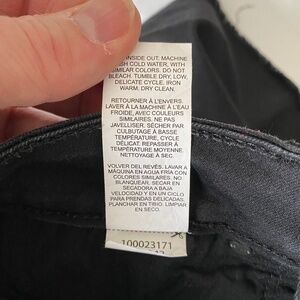 INSIDE OUT. MACHINE
COLD WATER, WITH
SIMILAR COLORS. DO NOT
BLEACH. TUMBLE DRY, LOW,
DELICATE CYCLE. IRON
WARM. DRY CLEAN.
RETOURNER À L'ENVERS.
LAVER À LA MACHINE EN EAU
FROIDE, AVEC COULEURS
SIMILAIRES. NE PAS
JAVELLISER. SÉCHER PAR
CULBUTAGE À BASSE
TEMPÉRATURE, CYCLE
DÉLICAT. REPASSER À
TEMPÉRATURE MOYENNE.
NETTOYAGE À SEC.
VOLVER DEL REVÉS. LAVAR A
MÁQUINA EN AGUA FRÍA CON
COLORES SIMILARES. NO
BLANQUEAR. SECAR EN
SECADORA A BAJA
VELOCIDAD Y EN UN CICLO
PARA PRENDAS DELICADAS.
PLANCHAR EN TIBIO. LIMPIAR
EN SECO.
100023171